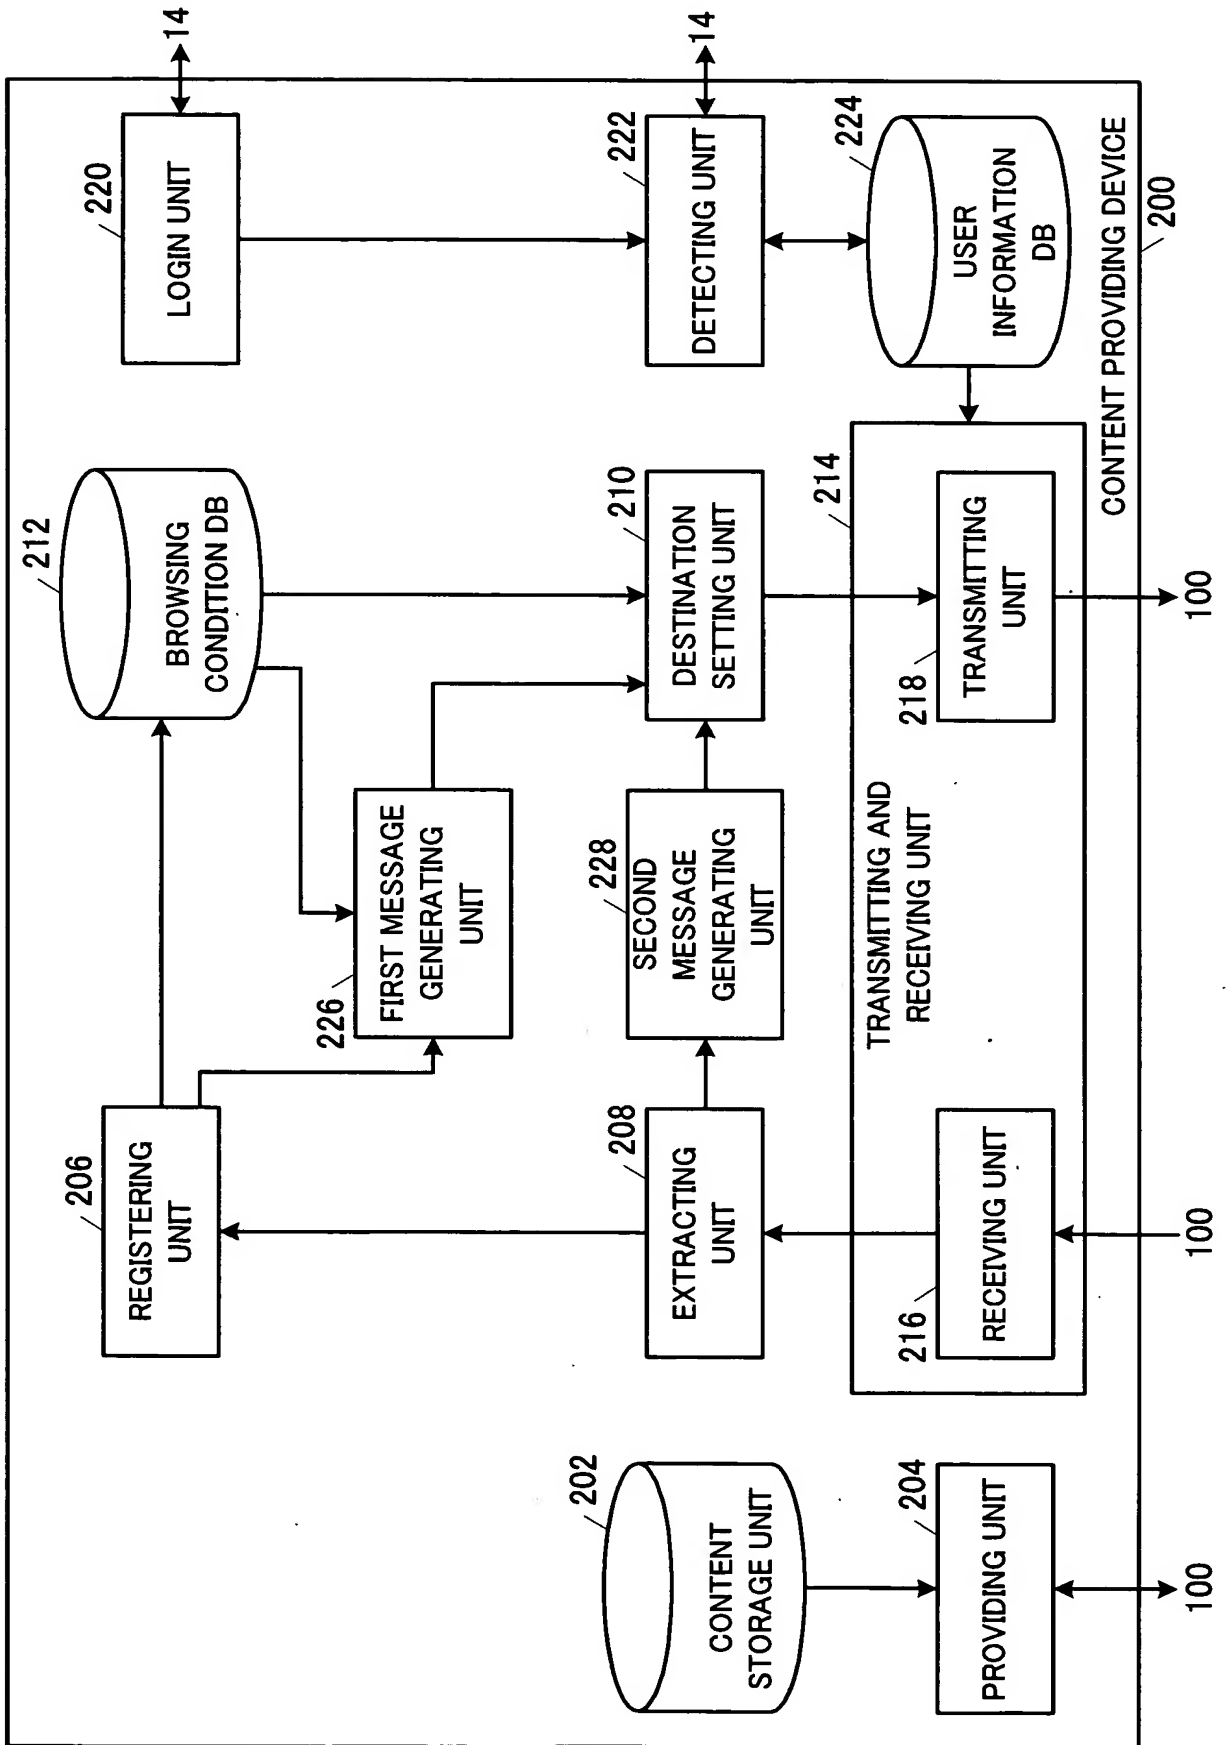 202
CONTENT
STORAGE UNIT
204
PROVIDING UNIT
100
206
REGISTERING
UNIT
208
EXTRACTING
UNIT
216
RECEIVING UNIT
100
226
FIRST MESSAGE
GENERATING
UNIT
228
SECOND
MESSAGE
GENERATING
UNIT
TRANSMITTING AND
RECEIVING UNIT
212
BROWSING
CONDITION DB
210
DESTINATION
SETTING UNIT
214
218
TRANSMITTING
UNIT
100
220
LOGIN UNIT
14
222
DETECTING UNIT
14
224
USER
INFORMATION
DB
CONTENT PROVIDING DEVICE
200